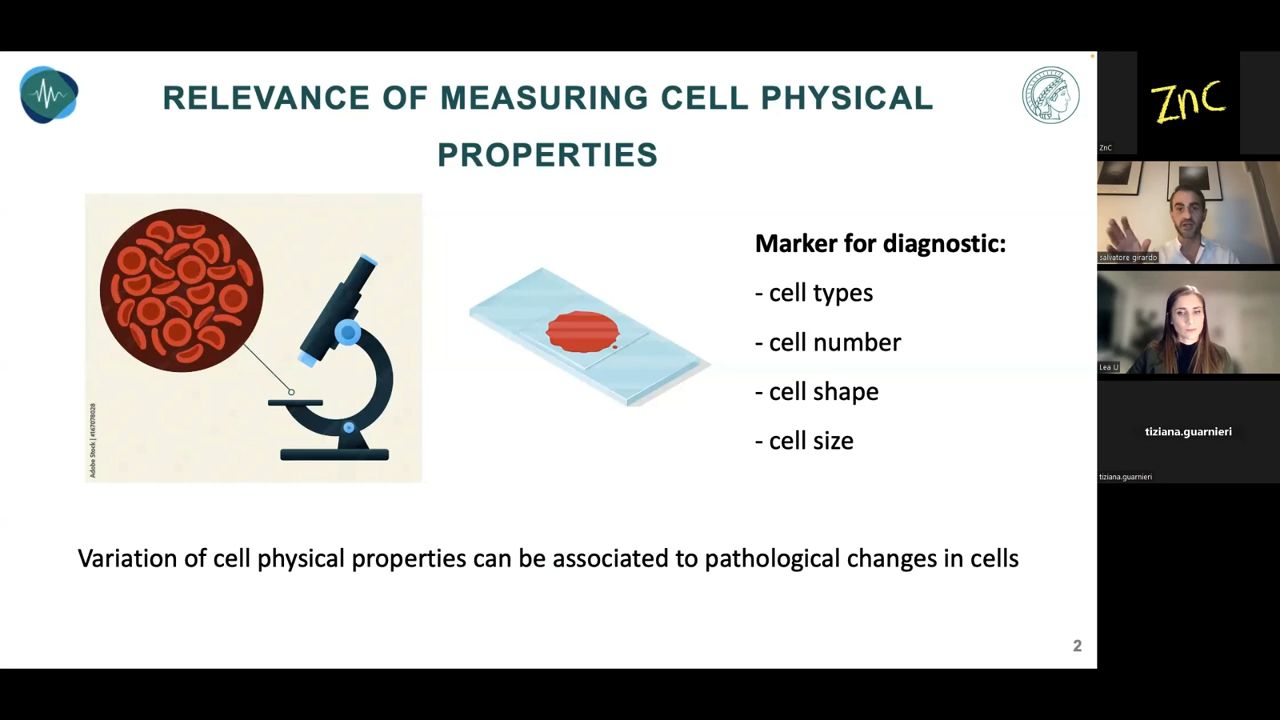 RELEVANCE OF MEASURING CELL PHYSICAL
PROPERTIES
Adobe Stock | #167078028
Marker for diagnostic:
- cell types
- cell number
- cell shape
- cell size
Variation of cell physical properties can be associated to pathological changes in cells
2
ZnC
ZnC
salvatore girardo
Lea U
tiziana.guarnieri
tiziana.guarnieri